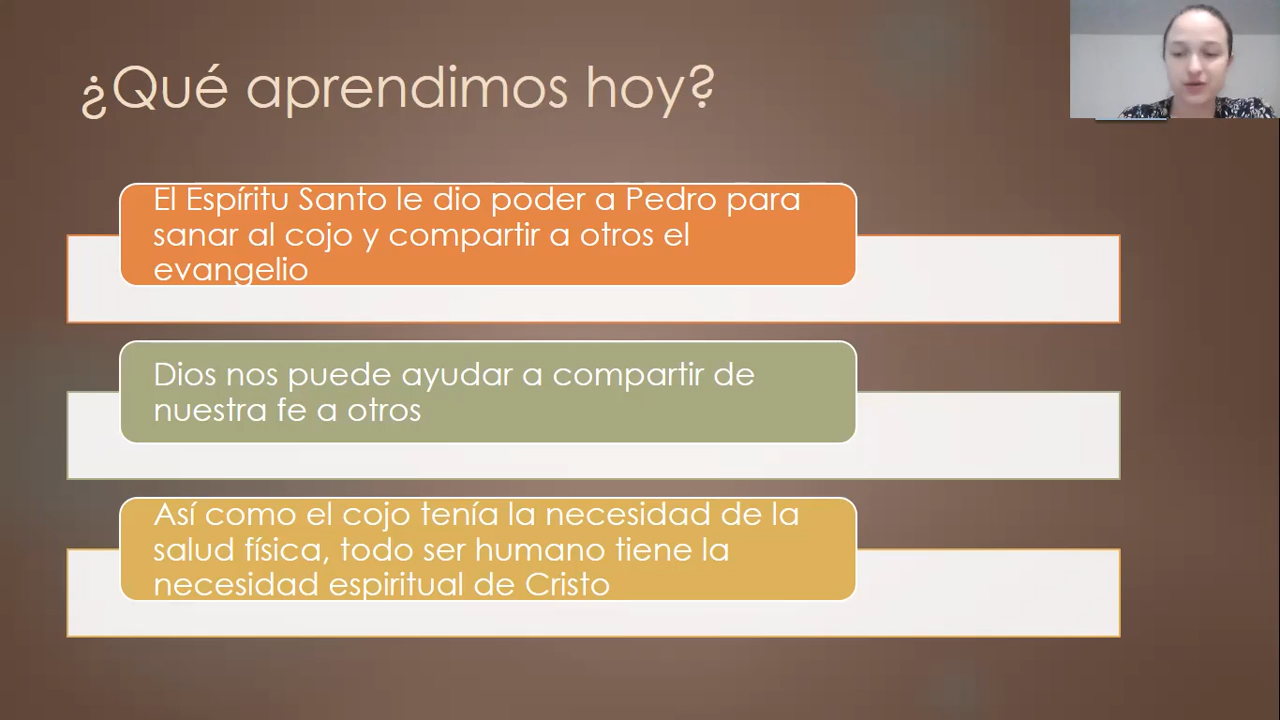 ¿Qué aprendimos hoy?
El Espíritu Santo le dio poder a Pedro para
sanar al cojo y compartir a otros el
evangelio
Dios nos puede ayudar a compartir de
nuestra fe a otros
Así como el cojo tenía la necesidad de la
salud física, todo ser humano tiene la
necesidad espiritual de Cristo